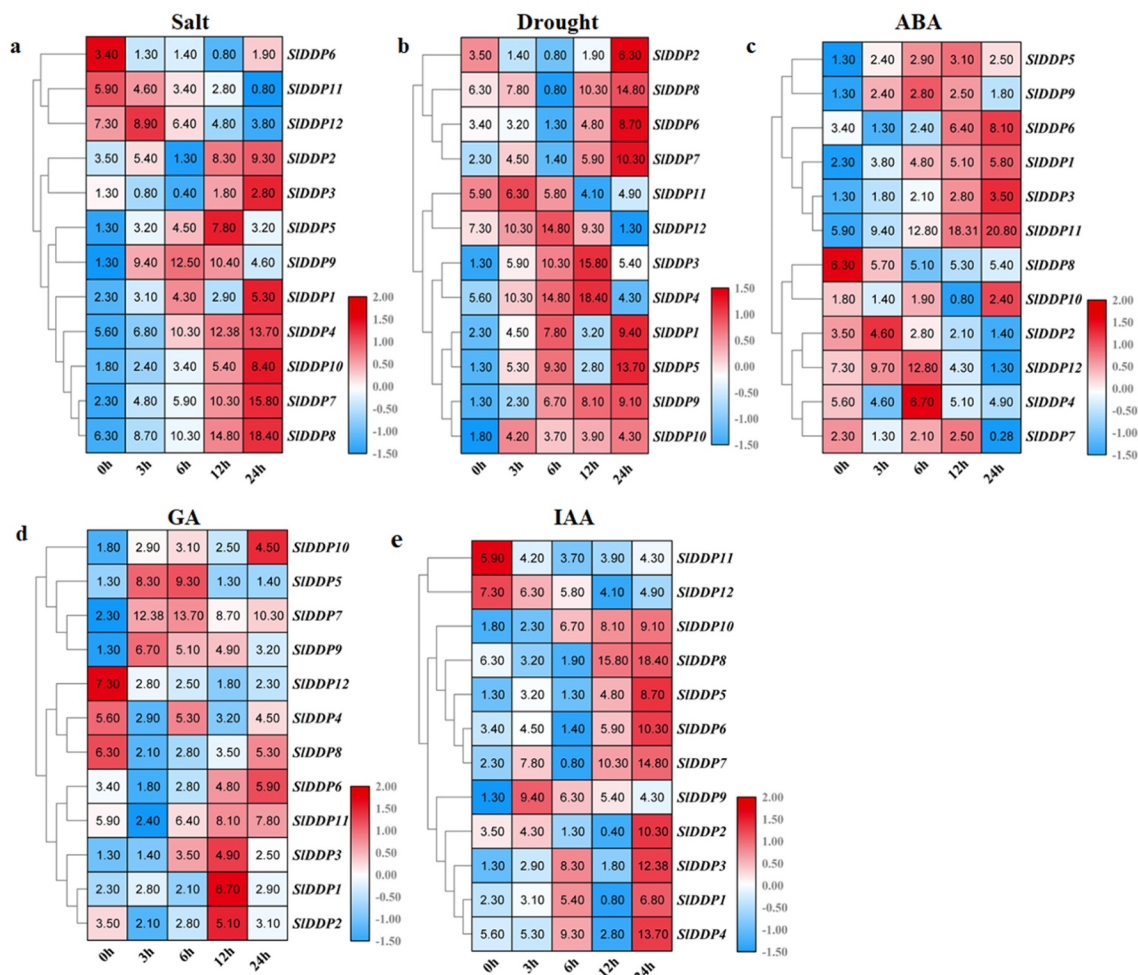 Salt
a
3.40 1.30 1.40 0.80 1.90 SlDDP6
5.90 4.60 3.40 2.80 0.80 SlDDP11
7.30 8.90 6.40 4.80 3.80 SlDDP12
3.50 5.40 1.30 8.30 9.30 SlDDP2
1.30 0.80 0.40 1.80 2.80 SlDDP3
1.30 3.20 4.50 7.80 3.20 SlDDP5
1.30 9.40 12.50 10.40 4.60 SlDDP9
2.30 3.10 4.30 2.90 5.30 SlDDP1
5.60 6.80 10.30 12.38 13.70 SlDDP4
1.80 2.40 3.40 5.40 8.40 SlDDP10
2.30 4.80 5.90 10.30 15.80 SlDDP7
6.30 8.70 10.30 14.80 18.40 SlDDP8
0h 3h 6h 12h 24h
2.00
1.50
1.00
0.50
0.00
-0.50
-1.00
-1.50
Drought
b
3.50 1.40 0.80 1.90 6.30 SlDDP2
6.30 7.80 0.80 10.30 14.80 SlDDP8
3.40 3.20 1.30 4.80 8.70 SlDDP6
2.30 4.50 1.40 5.90 10.30 SlDDP7
5.90 6.30 5.80 4.10 4.90 SlDDP11
7.30 10.30 14.80 9.30 1.30 SlDDP12
1.30 5.90 10.30 15.80 5.40 SlDDP3
5.60 10.30 14.80 18.40 4.30 SlDDP4
2.30 4.50 7.80 3.20 9.40 SlDDP1
1.30 5.30 9.30 2.80 13.70 SlDDP5
1.30 2.30 6.70 8.10 9.10 SlDDP9
1.80 4.20 3.70 3.90 4.30 SlDDP10
0h 3h 6h 12h 24h
1.50
1.00
0.50
0.00
-0.50
-1.00
-1.50
ABA
c
1.30 2.40 2.90 3.10 2.50 SlDDP5
1.30 2.40 2.80 2.50 1.80 SlDDP9
3.40 1.30 2.40 6.40 8.10 SlDDP6
2.30 3.80 4.80 5.10 5.80 SlDDP1
1.30 1.80 2.10 2.80 3.50 SlDDP3
5.90 9.40 12.80 18.31 20.80 SlDDP11
6.30 5.70 5.10 5.30 5.40 SlDDP8
1.80 1.40 1.90 0.80 2.40 SlDDP10
3.50 4.60 2.80 2.10 1.40 SlDDP2
7.30 9.70 12.80 4.30 1.30 SlDDP12
5.60 4.60 6.70 5.10 4.90 SlDDP4
2.30 1.30 2.10 2.50 0.28 SlDDP7
0h 3h 6h 12h 24h
2.00
1.50
1.00
0.50
0.00
-0.50
-1.00
-1.50
GA
d
1.80 2.90 3.10 2.50 4.50 SlDDP10
1.30 8.30 9.30 1.30 1.40 SlDDP5
2.30 12.38 13.70 8.70 10.30 SlDDP7
1.30 6.70 5.10 4.90 3.20 SlDDP9
7.30 2.80 2.50 1.80 2.30 SlDDP12
5.60 2.90 5.30 3.20 4.50 SlDDP4
6.30 2.10 2.80 3.50 5.30 SlDDP8
3.40 1.80 2.80 4.80 5.90 SlDDP6
5.90 2.40 6.40 8.10 7.80 SlDDP11
1.30 1.40 3.50 4.90 2.50 SlDDP3
2.30 2.80 2.10 6.70 2.90 SlDDP1
3.50 2.10 2.80 5.10 3.10 SlDDP2
0h 3h 6h 12h 24h
2.00
1.50
1.00
0.50
0.00
-0.50
-1.00
-1.50
IAA
e
5.90 4.20 3.70 3.90 4.30 SlDDP11
7.30 6.30 5.80 4.10 4.90 SlDDP12
1.80 2.30 6.70 8.10 9.10 SlDDP10
6.30 3.20 1.90 15.80 18.40 SlDDP8
1.30 3.20 1.30 4.80 8.70 SlDDP5
3.40 4.50 1.40 5.90 10.30 SlDDP6
2.30 7.80 0.80 10.30 14.80 SlDDP7
1.30 9.40 6.30 5.40 4.30 SlDDP9
3.50 4.30 1.30 0.40 10.30 SlDDP2
1.30 2.90 8.30 1.80 12.38 SlDDP3
2.30 3.10 5.40 0.80 6.80 SlDDP1
5.60 5.30 9.30 2.80 13.70 SlDDP4
0h 3h 6h 12h 24h
2.00
1.50
1.00
0.50
0.00
-0.50
-1.00
-1.50